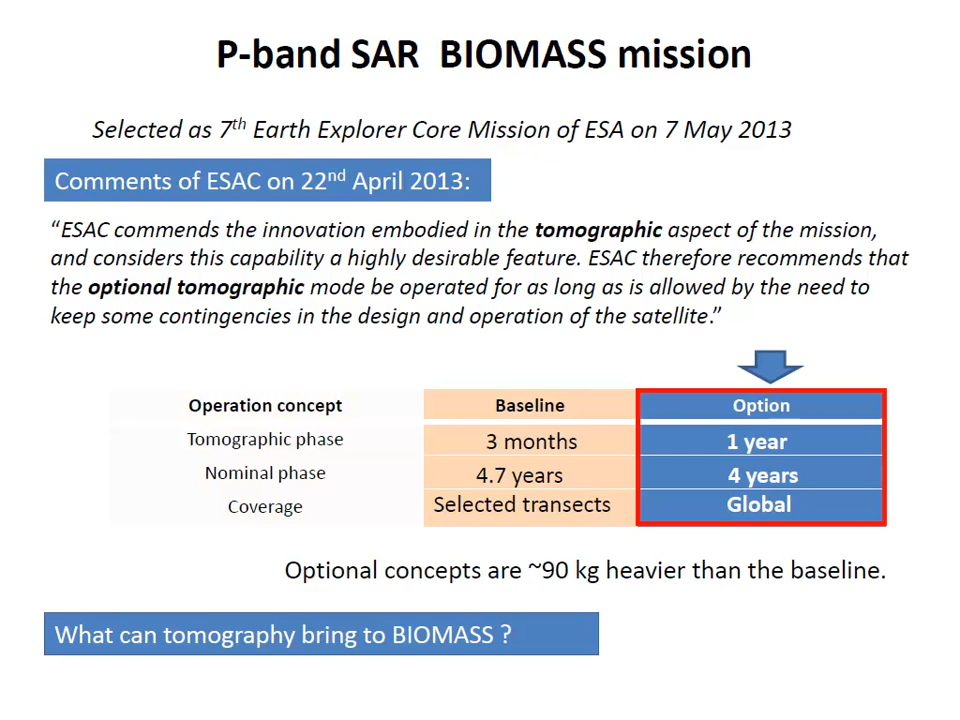 P-band SAR BIOMASS mission
Selected as 7th Earth Explorer Core Mission of ESA on 7 May 2013
Comments of ESAC on 22nd April 2013:
“ESAC commends the innovation embodied in the tomographic aspect of the mission,
and considers this capability a highly desirable feature. ESAC therefore recommends that
the optional tomographic mode be operated for as long as is allowed by the need to
keep some contingencies in the design and operation of the satellite.”
Operation concept Baseline Option
Tomographic phase 3 months 1 year
Nominal phase 4.7 years 4 years
Coverage Selected transects Global
Optional concepts are ~90 kg heavier than the baseline.
What can tomography bring to BIOMASS ?